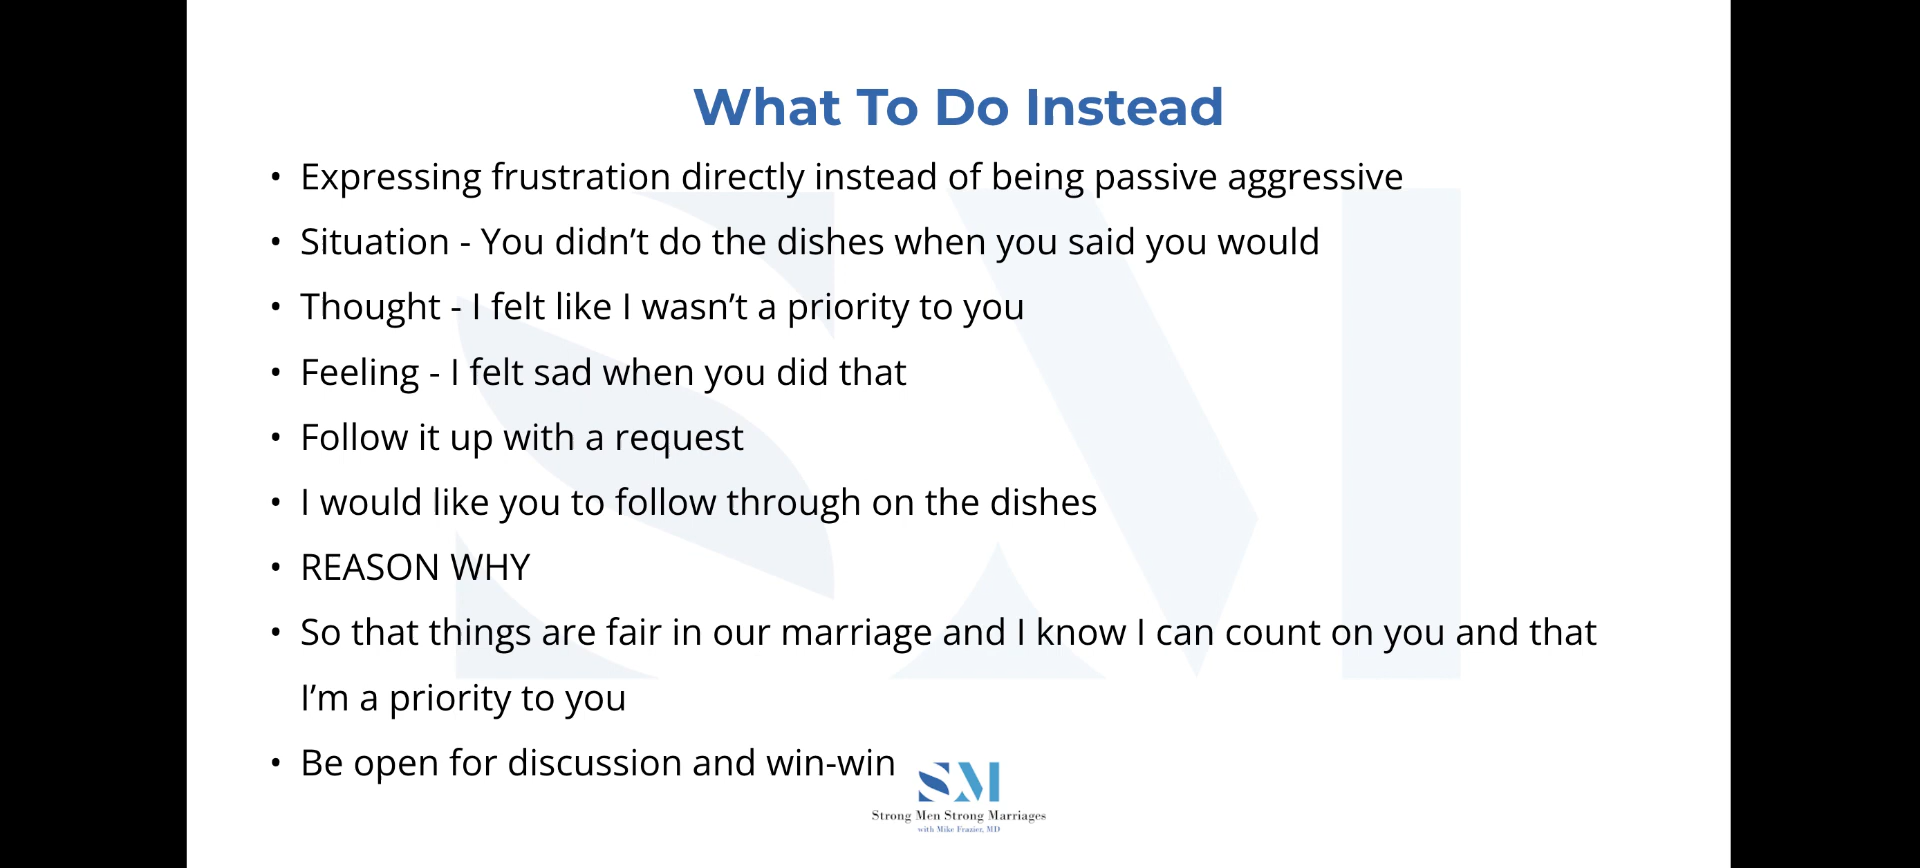 What To Do Instead
• Expressing frustration directly instead of being passive aggressive
• Situation - You didn’t do the dishes when you said you would
• Thought - I felt like I wasn’t a priority to you
• Feeling - I felt sad when you did that
• Follow it up with a request
• I would like you to follow through on the dishes
• REASON WHY
• So that things are fair in our marriage and I know I can count on you and that
I’m a priority to you
• Be open for discussion and win-win
SM
Strong Men Strong Marriages
with Mike Frazier, MD